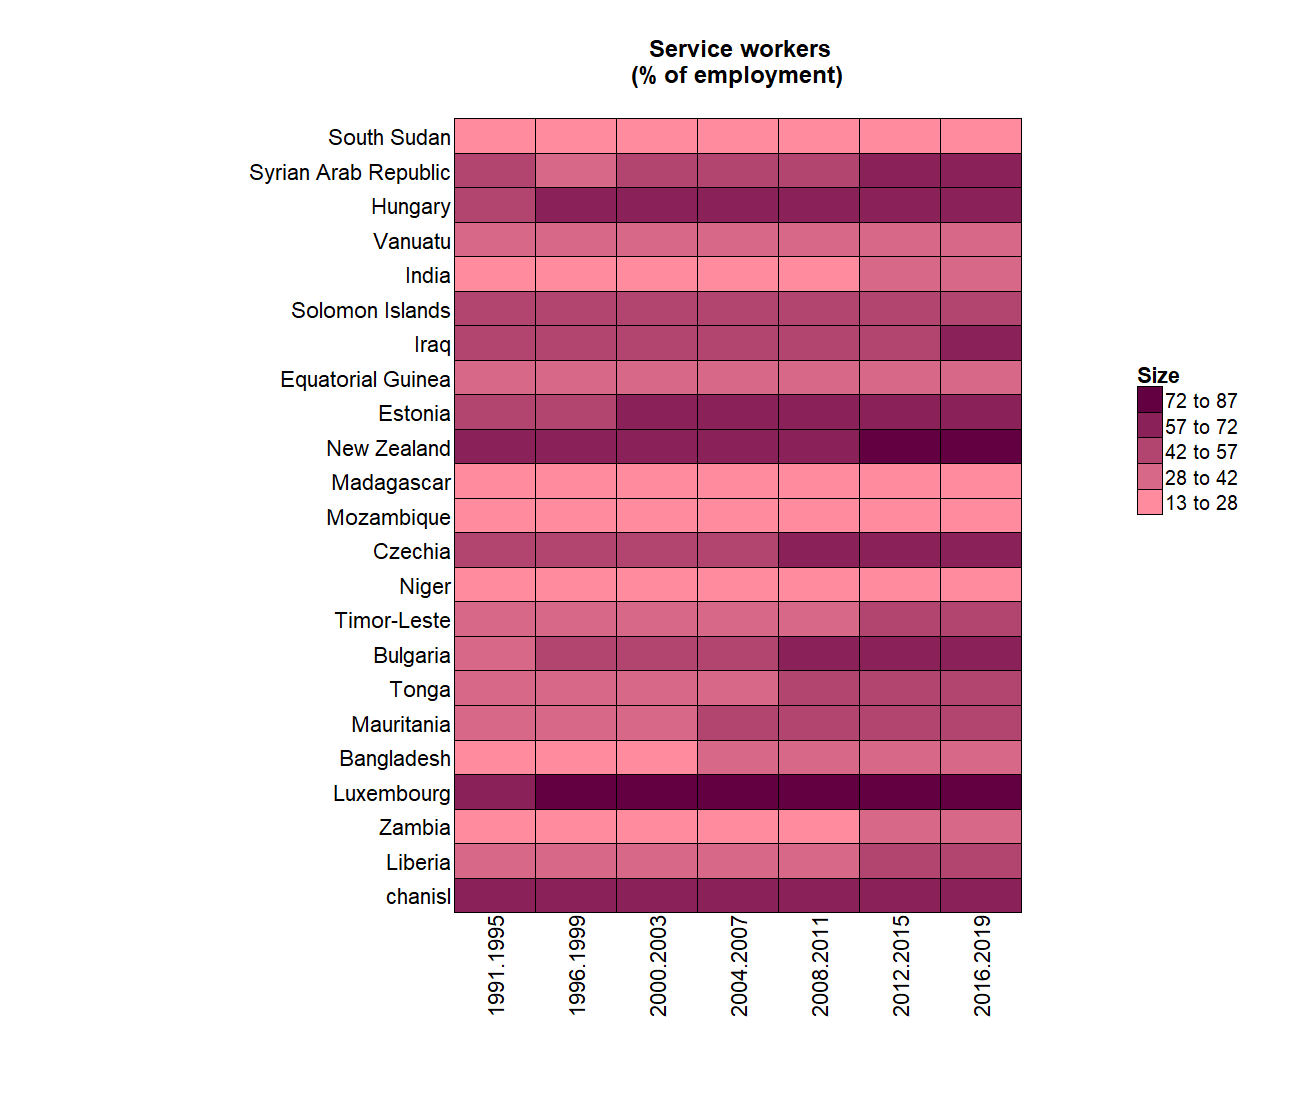 Service workers
(% of employment)
South Sudan
Syrian Arab Republic
Hungary
Vanuatu
India
Solomon Islands
Iraq
Equatorial Guinea
Estonia
New Zealand
Madagascar
Mozambique
Czechia
Niger
Timor-Leste
Bulgaria
Tonga
Mauritania
Bangladesh
Luxembourg
Zambia
Liberia
chanisl
1991.1995
1996.1999
2000.2003
2004.2007
2008.2011
2012.2015
2016.2019
Size
72 to 87
57 to 72
42 to 57
28 to 42
13 to 28